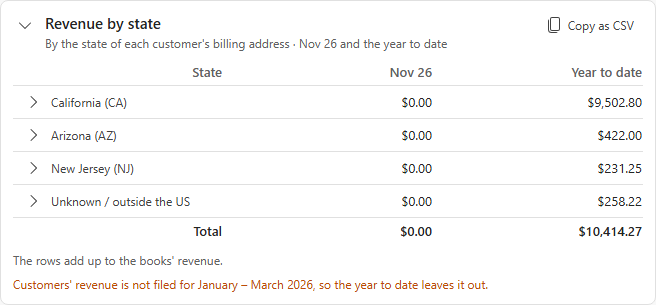 Revenue by state
Copy as CSV
By the state of each customer's billing address · Nov 26 and the year to date
State Nov 26 Year to date
California (CA) $0.00 $9,502.80
Arizona (AZ) $0.00 $422.00
New Jersey (NJ) $0.00 $231.25
Unknown / outside the US $0.00 $258.22
Total $0.00 $10,414.27
The rows add up to the books' revenue.
Customers' revenue is not filed for January – March 2026, so the year to date leaves it out.